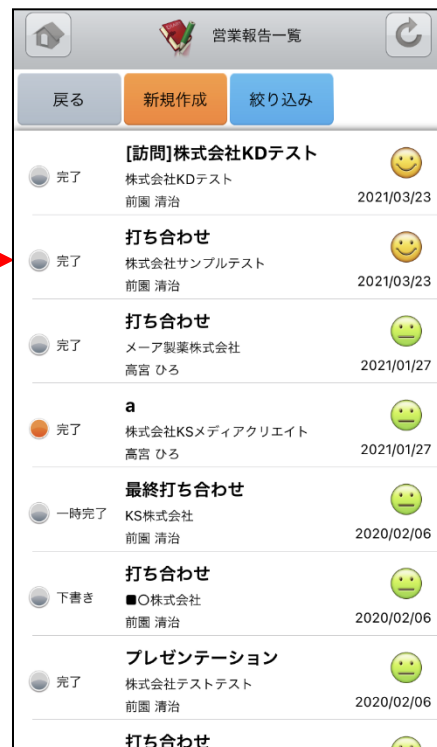 営業報告一覧
戻る
新規作成
絞り込み
[訪問]株式会社KDテスト
完了
株式会社KDテスト
前園 清治
2021/03/23
打ち合わせ
完了
株式会社サンプルテスト
前園 清治
2021/03/23
打ち合わせ
完了
メーア製薬株式会社
高宮 ひろ
2021/01/27
a
完了
株式会社KSメディアクリエイト
高宮 ひろ
2021/01/27
最終打ち合わせ
一時完了
KS株式会社
前園 清治
2020/02/06
打ち合わせ
下書き
■〇株式会社
前園 清治
2020/02/06
プレゼンテーション
完了
株式会社テストテスト
前園 清治
2020/02/06
打ち合わせ